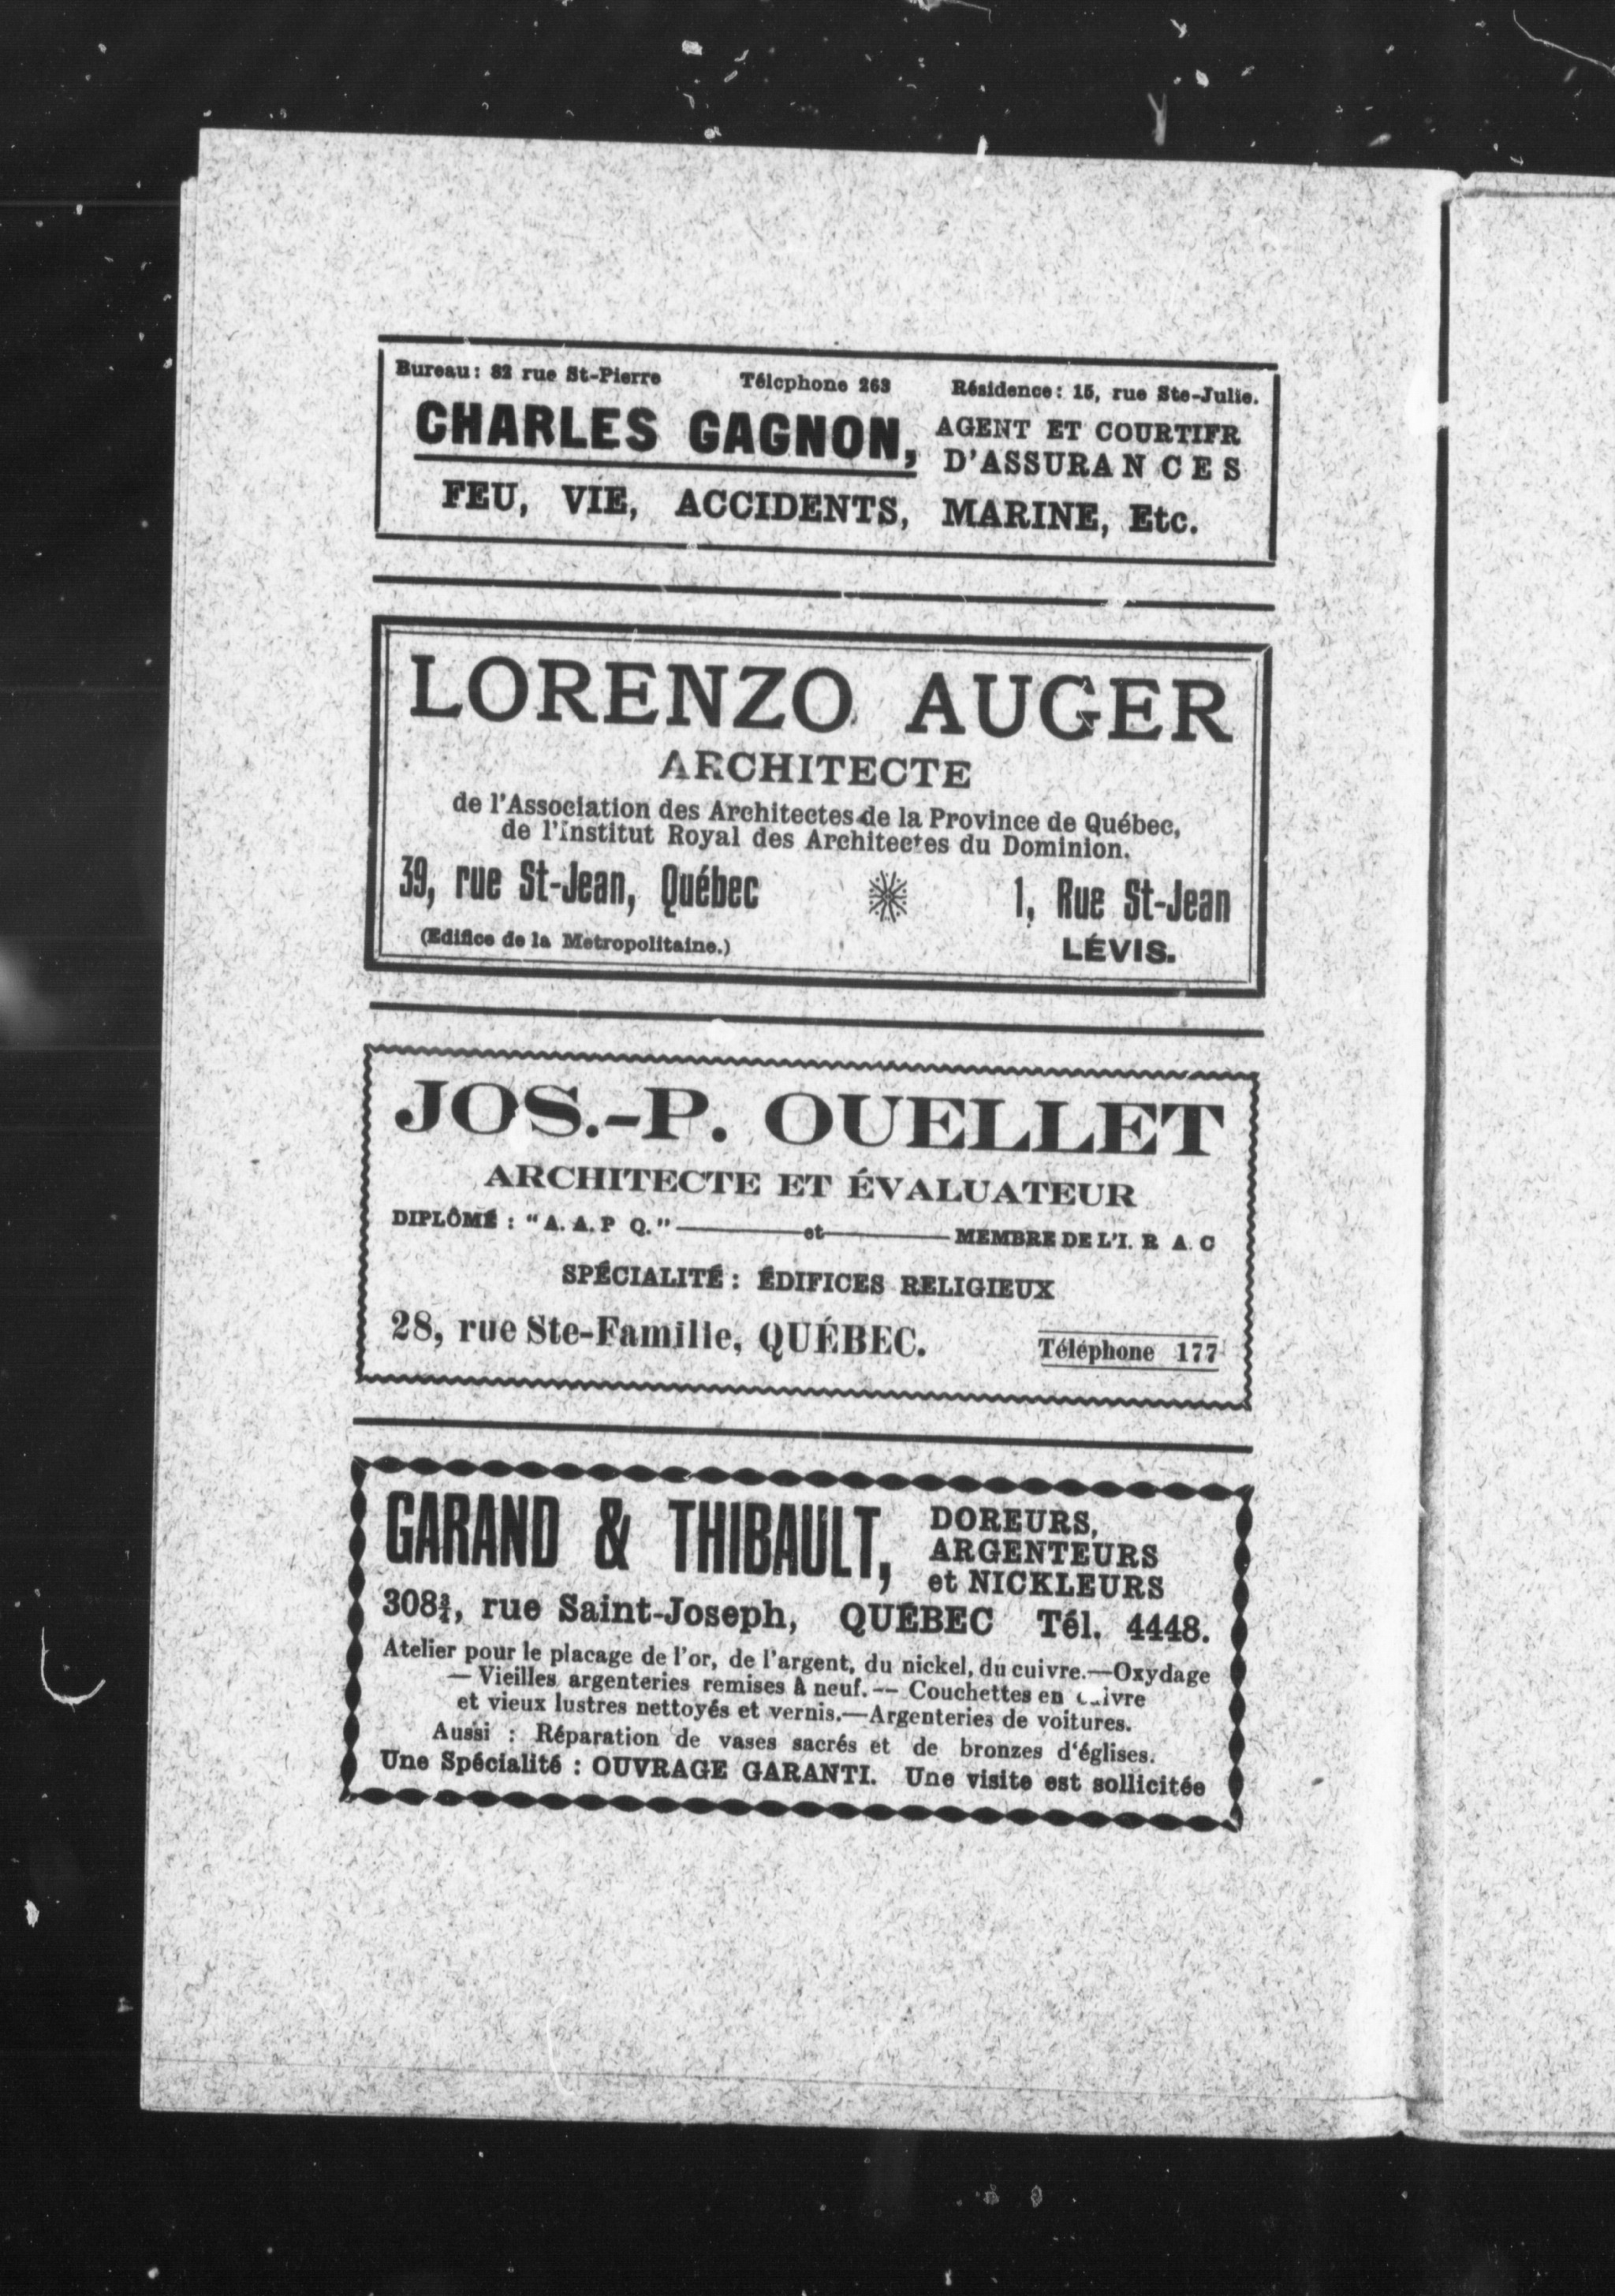 Bureau: 82 rue St-Pierre Télephone 263 Résidence: 15, rue Ste-Julie.
CHARLES GAGNON, AGENT ET COURTIER
D'ASSURANCES
FEU, VIE, ACCIDENTS, MARINE, Etc.
LORENZO AUGER
ARCHITECTE
de l'Association des Architectes de la Province de Québec,
de l'Institut Royal des Architectes du Dominion.
39, rue St-Jean, Québec 1, Rue St-Jean
(Edifice de la Metropolitaine.) LÉVIS.
JOS.-P. OUELLET
ARCHITECTE ET ÉVALUATEUR
DIPLÔMÉ : "A. A. P Q."———et———MEMBRE DE L'I. R A. C
SPÉCIALITÉ : ÉDIFICES RELIGIEUX
28, rue Ste-Famille, QUÉBEC. Téléphone 177
GARAND & THIBAULT, DOREURS,
ARGENTEURS
et NICKLEURS
308¾, rue Saint-Joseph, QUÉBEC Tél. 4448.
Atelier pour le placage de l'or, de l'argent, du nickel, du cuivre.—Oxydage
— Vieilles argenteries remises à neuf. -- Couchettes en cuivre
et vieux lustres nettoyés et vernis.—Argenteries de voitures.
Aussi : Réparation de vases sacrés et de bronzes d'églises.
Une Spécialité : OUVRAGE GARANTI. Une visite est sollicitée